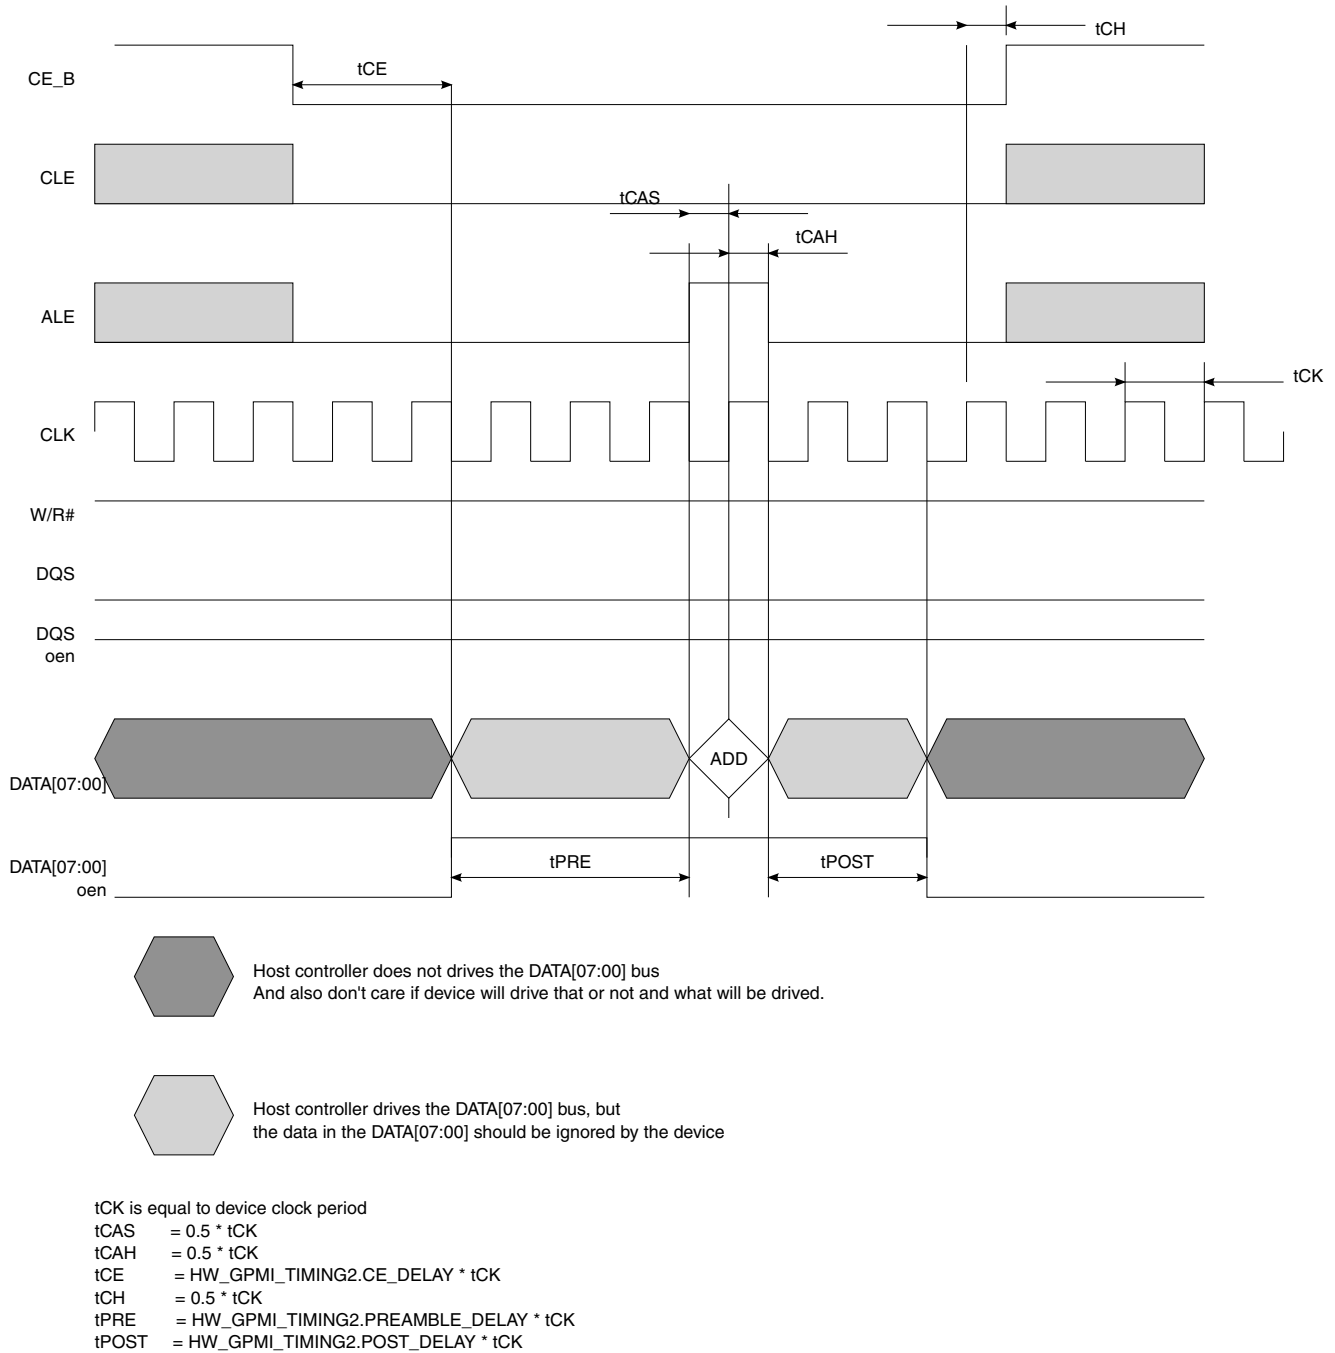 tCH
tCE
CE_B
CLE
tCAS
tCAH
ALE
tCK
CLK
W/R#
DQS
DQS
oen
ADD
DATA[07:00]
tPRE
tPOST
DATA[07:00]
oen
Host controller does not drives the DATA[07:00] bus
And also don't care if device will drive that or not and what will be drived.
Host controller drives the DATA[07:00] bus, but
the data in the DATA[07:00] should be ignored by the device
tCK is equal to device clock period
tCAS = 0.5 * tCK
tCAH = 0.5 * tCK
tCE = HW_GPMI_TIMING2.CE_DELAY * tCK
tCH = 0.5 * tCK
tPRE = HW_GPMI_TIMING2.PREAMBLE_DELAY * tCK
tPOST = HW_GPMI_TIMING2.POST_DELAY * tCK